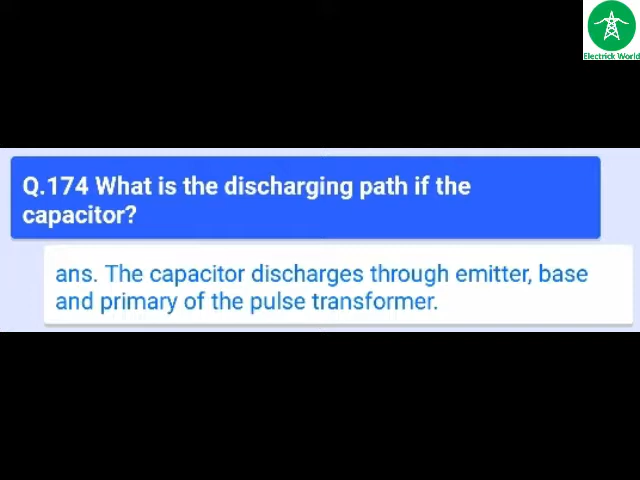 Electrick World
Q.174 What is the discharging path if the
capacitor?
ans. The capacitor discharges through emitter, base
and primary of the pulse transformer.